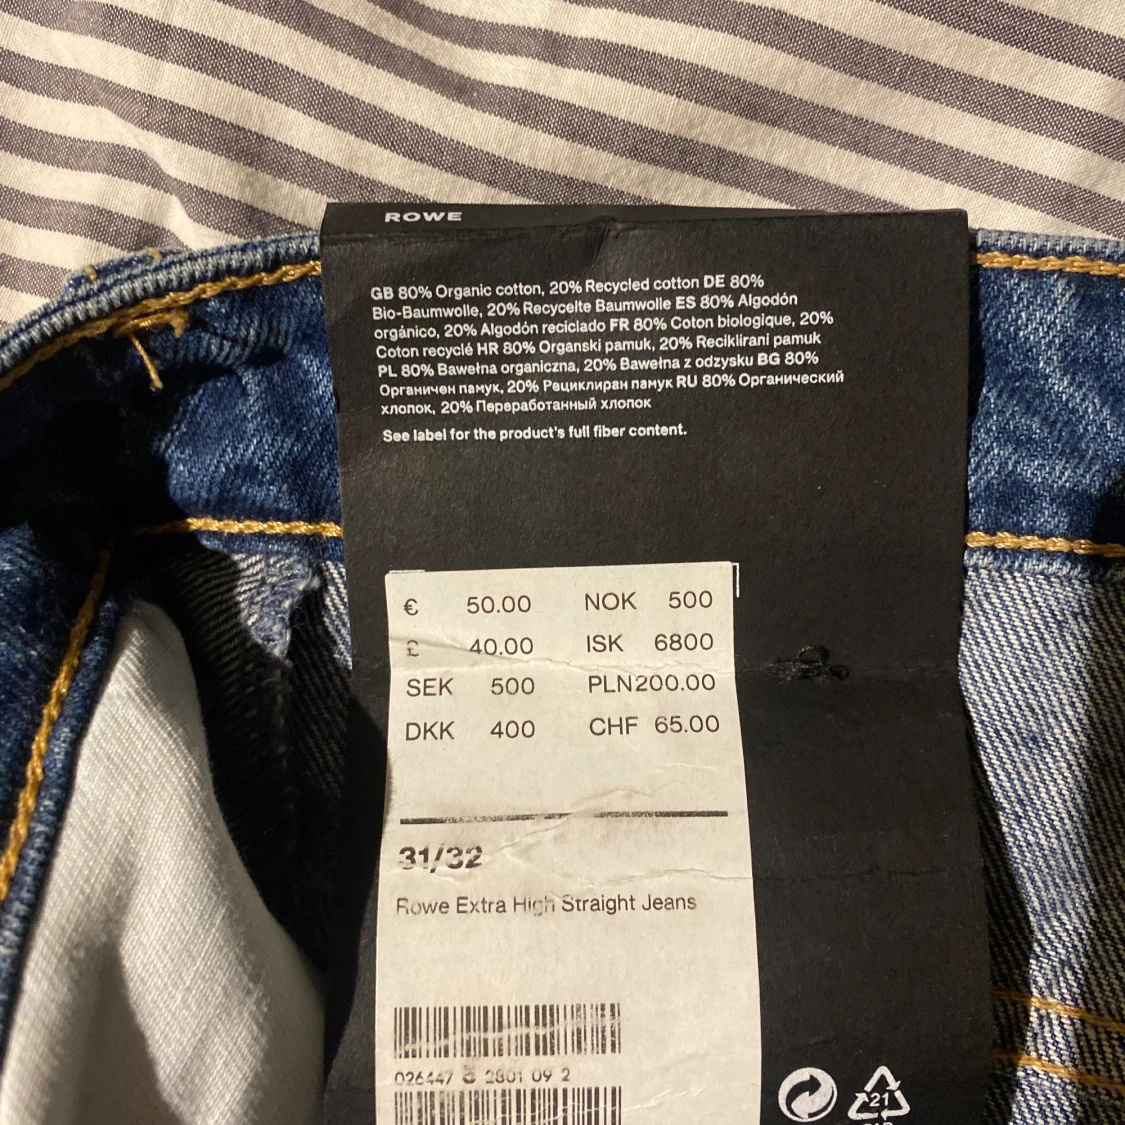 ROWE
GB 80% Organic cotton, 20% Recycled cotton DE 80%
Bio-Baumwolle, 20% Recycelte Baumwolle ES 80% Algodón
orgánico, 20% Algodón reciclado FR 80% Coton biologique, 20%
Coton recyclé HR 80% Organski pamuk, 20% Reciklirani pamuk
PL 80% Bawełna organiczna, 20% Bawełna z odzysku BG 80%
Органичен памук, 20% Рециклиран памук RU 80% Органический
хлопок, 20% Переработанный хлопок
See label for the product's full fiber content.
€ 50.00 NOK 500
£ 40.00 ISK 6800
SEK 500 PLN200.00
DKK 400 CHF 65.00
31/32
Rowe Extra High Straight Jeans
026447 2801 09 2
21